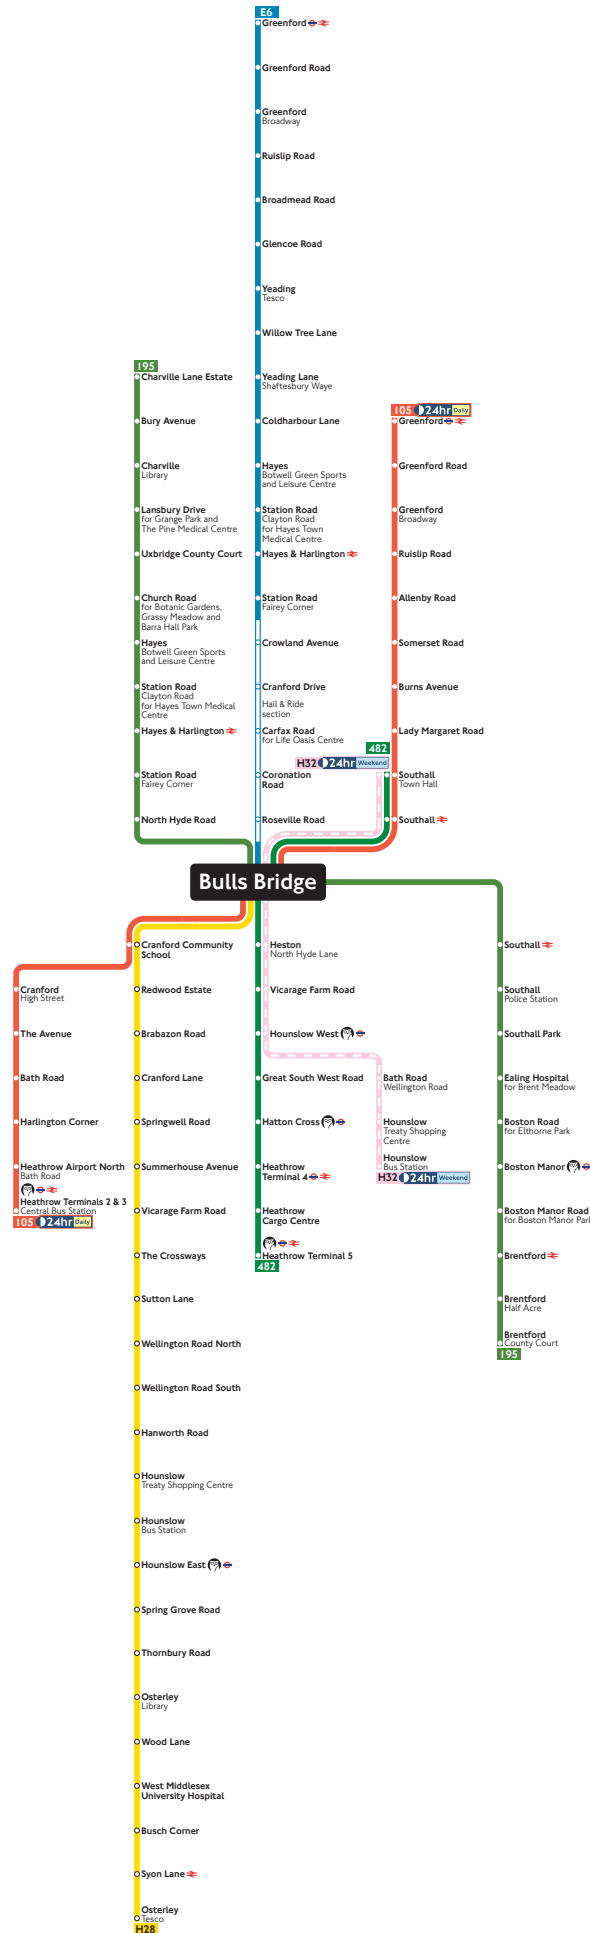 E6
Greenford
Greenford Road
Greenford
Broadway
Ruislip Road
Broadmead Road
Glencoe Road
Yeading
Tesco
Willow Tree Lane
Yeading Lane
Shaftesbury Waye
Coldharbour Lane
Hayes
Botwell Green Sports
and Leisure Centre
Station Road
Clayton Road
for Hayes Town
Medical Centre
Hayes & Harlington
Station Road
Fairey Corner
Crowland Avenue
Cranford Drive
Hail & Ride
section
Carfax Road
for Life Oasis Centre
Coronation
Road
Roseville Road
195
Charville Lane Estate
Bury Avenue
Charville
Library
Lansbury Drive
for Grange Park and
The Pine Medical Centre
Uxbridge County Court
Church Road
for Botanic Gardens,
Grassy Meadow and
Barra Hall Park
Hayes
Botwell Green Sports
and Leisure Centre
Station Road
Clayton Road
for Hayes Town Medical
Centre
Hayes & Harlington
Station Road
Fairey Corner
North Hyde Road
105 24hr Daily
Greenford
Greenford Road
Greenford
Broadway
Ruislip Road
Allenby Road
Somerset Road
Burns Avenue
Lady Margaret Road
482
H32 24hr Weekend
Southall
Town Hall
Southall
Bulls Bridge
Cranford Community
School
Cranford
High Street
The Avenue
Bath Road
Harlington Corner
Heathrow Airport North
Bath Road
Heathrow Terminals 2 & 3
Central Bus Station
105 24hr Daily
Redwood Estate
Brabazon Road
Cranford Lane
Springwell Road
Summerhouse Avenue
Vicarage Farm Road
The Crossways
Sutton Lane
Wellington Road North
Wellington Road South
Hanworth Road
Hounslow
Treaty Shopping Centre
Hounslow
Bus Station
Hounslow East
Spring Grove Road
Thornbury Road
Osterley
Library
Wood Lane
West Middlesex
University Hospital
Busch Corner
Syon Lane
Osterley
Tesco
H28
Heston
North Hyde Lane
Vicarage Farm Road
Hounslow West
Great South West Road
Hatton Cross
Heathrow
Terminal 4
Heathrow
Cargo Centre
Heathrow Terminal 5
482
Bath Road
Wellington Road
Hounslow
Treaty Shopping
Centre
Hounslow
Bus Station
H32 24hr Weekend
Southall
Southall
Police Station
Southall Park
Ealing Hospital
for Brent Meadow
Boston Road
for Elthorne Park
Boston Manor
Boston Manor Road
for Boston Manor Park
Brentford
Brentford
Half Acre
Brentford
County Court
195